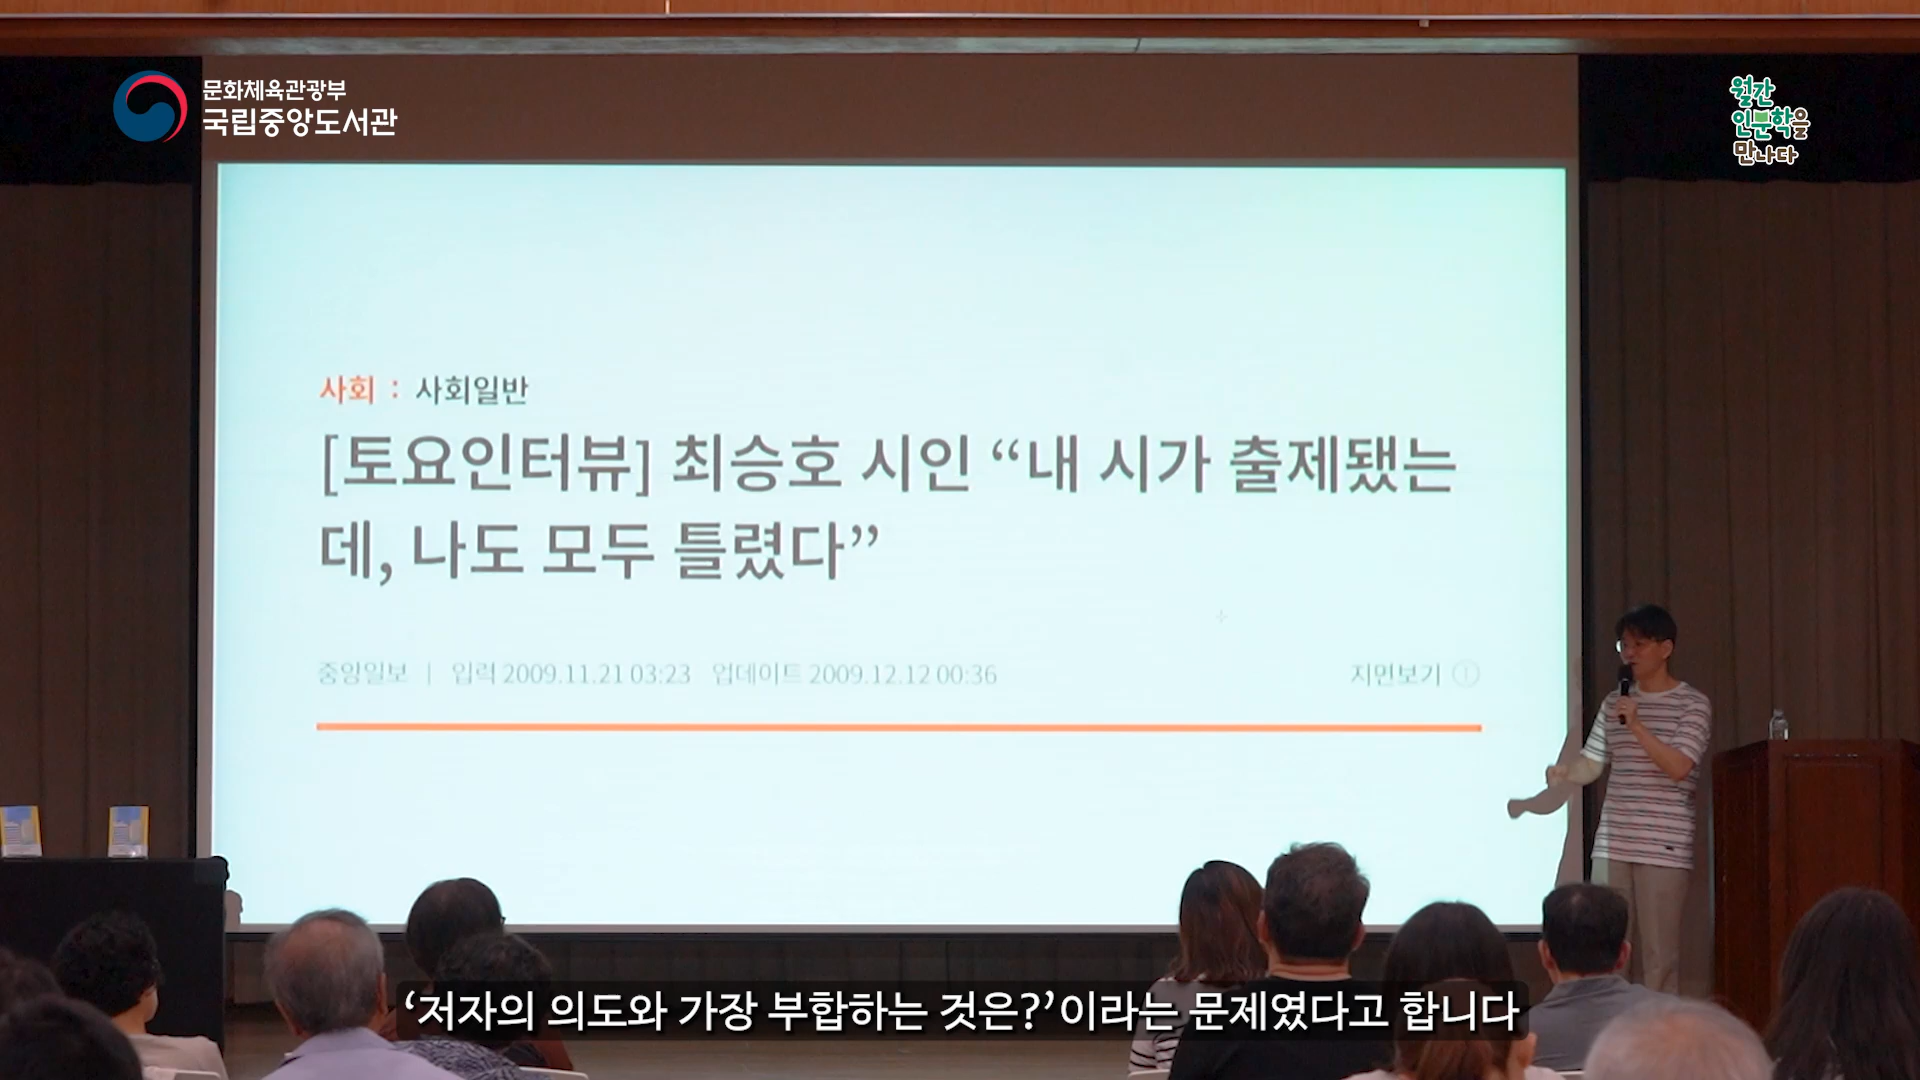 문화체육관광부
국립중앙도서관
월간
인문학을
만나다
사회 : 사회일반
[토요인터뷰] 최승호 시인 “내 시가 출제됐는
데, 나도 모두 틀렸다”
중앙일보 | 입력 2009.11.21 03:23 업데이트 2009.12.12 00:36 지면보기 ①
‘저자의 의도와 가장 부합하는 것은?’이라는 문제였다고 합니다